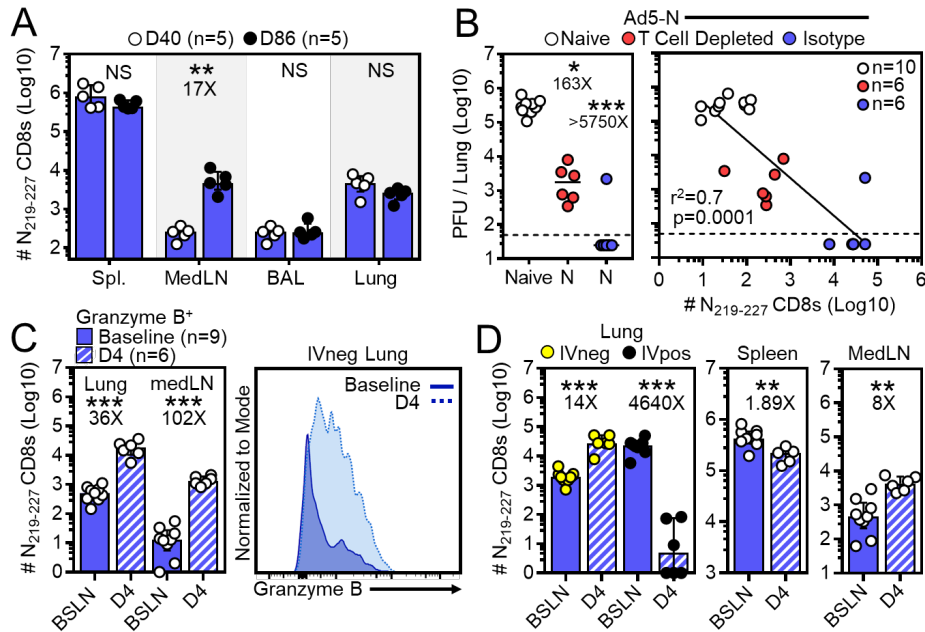 A
D40 (n=5) D86 (n=5)
# N219-227 CD8s (Log10)
7
6
5
4
3
2
NS
**
17X
NS
NS
Spl. MedLN BAL Lung
B
Ad5-N
Naive T Cell Depleted Isotype
PFU / Lung (Log10)
7
6
5
4
3
2
1
*
163X
***
>5750X
Naive N N
n=10
n=6
n=6
r2=0.7
p=0.0001
0 1 2 3 4 5 6
# N219-227 CD8s (Log10)
C
Granzyme B+
Baseline (n=9)
D4 (n=6)
# N219-227 CD8s (Log10)
7
6
5
4
3
2
1
0
Lung medLN
*** ***
36X 102X
BSLN D4 BSLN D4
IVneg Lung
Baseline
D4
Normalized to Mode
Granzyme B
D
Lung
IVneg IVpos
# N219-227 CD8s (Log10)
7
6
5
4
3
2
1
0
*** ***
14X 4640X
BSLN D4 BSLN D4
Spleen
7
6
5
4
3
**
1.89X
BSLN D4
MedLN
7
6
5
4
3
2
1
**
8X
BSLN D4